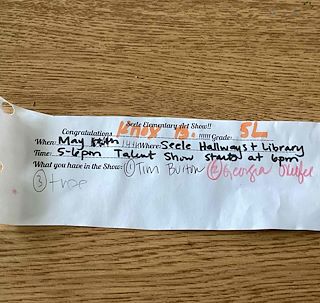 Seele Elementary Art Show!!
Congratulations Knox B. !!!!!! Grade: 5L
When: May 14th Where: Seele Hallways + Library
Time: 5-6pm Talent Show starts at 6pm
What you have in the Show: ① Tim Burton ② Georgia
③ tree